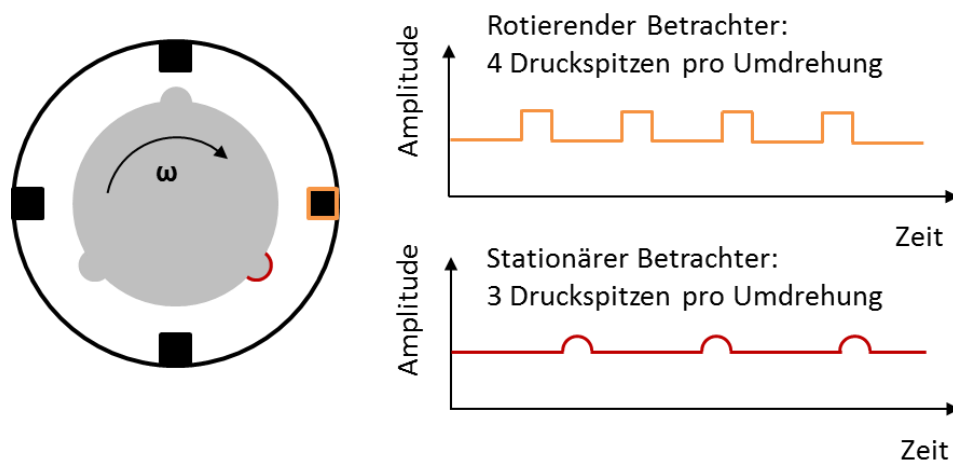 Rotierender Betrachter:
4 Druckspitzen pro Umdrehung
Amplitude
Zeit
ω
Stationärer Betrachter:
3 Druckspitzen pro Umdrehung
Amplitude
Zeit